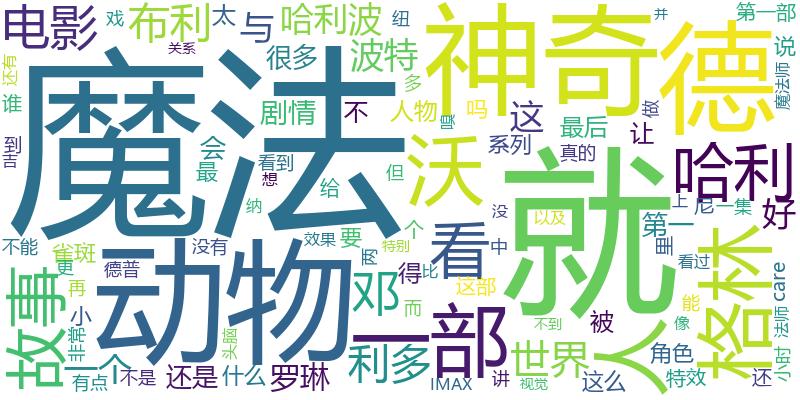 电影
戏
布利
太
与
哈利波
纽
神奇
德
第一部
并
说
关系
很多
波特
多
还有
谁
魔法
剧情
不
人物
吗
这
最后
做
让
魔法师
嗅
到
吉
会
最
看到
想
给
但
沃
系列
真的
就
哈利
没
以及
第一
上
尼
一集
好
不能
雀斑
没有
纳
效果
要
两
特别
个
看
中
里
看过
故事
更
再
德普
动物
邓
得
比
这部
人
格林
能
像
care
法师
小
非常
头脑
而
一部
不到
被
一个
有点
不是
还是
什么
罗琳
利多
IMAX
讲
世界
视觉
这么
角色
特效
还
小时